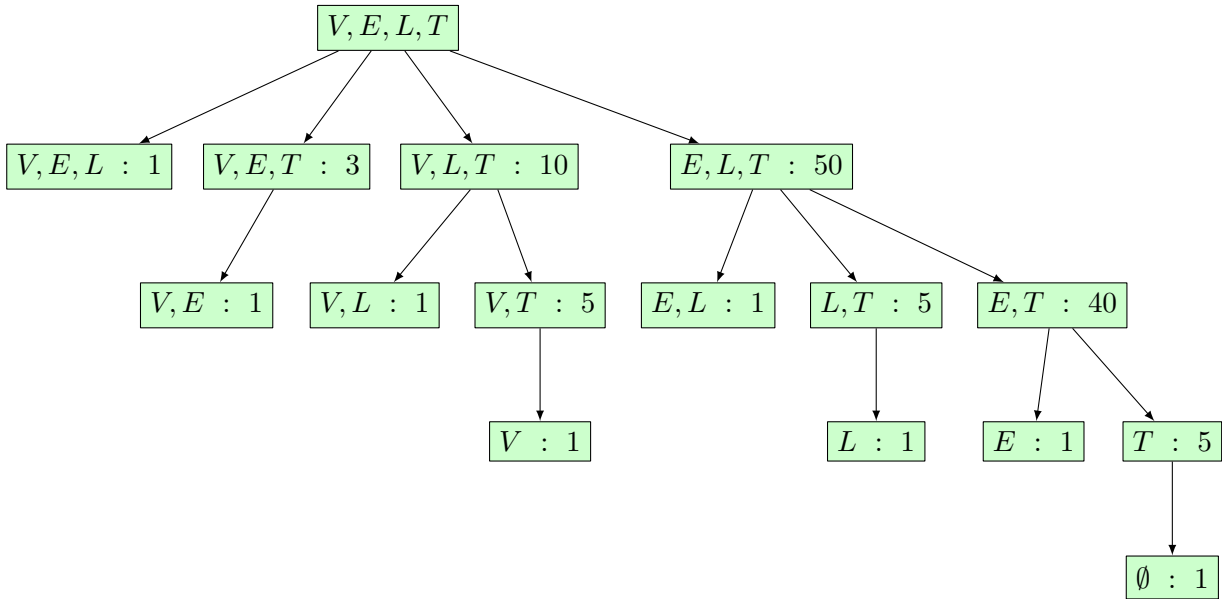 V, E, L, T
V, E, L : 1
V, E, T : 3
V, L, T : 10
E, L, T : 50
V, E : 1
V, L : 1
V, T : 5
E, L : 1
L, T : 5
E, T : 40
V : 1
L : 1
E : 1
T : 5
∅ : 1